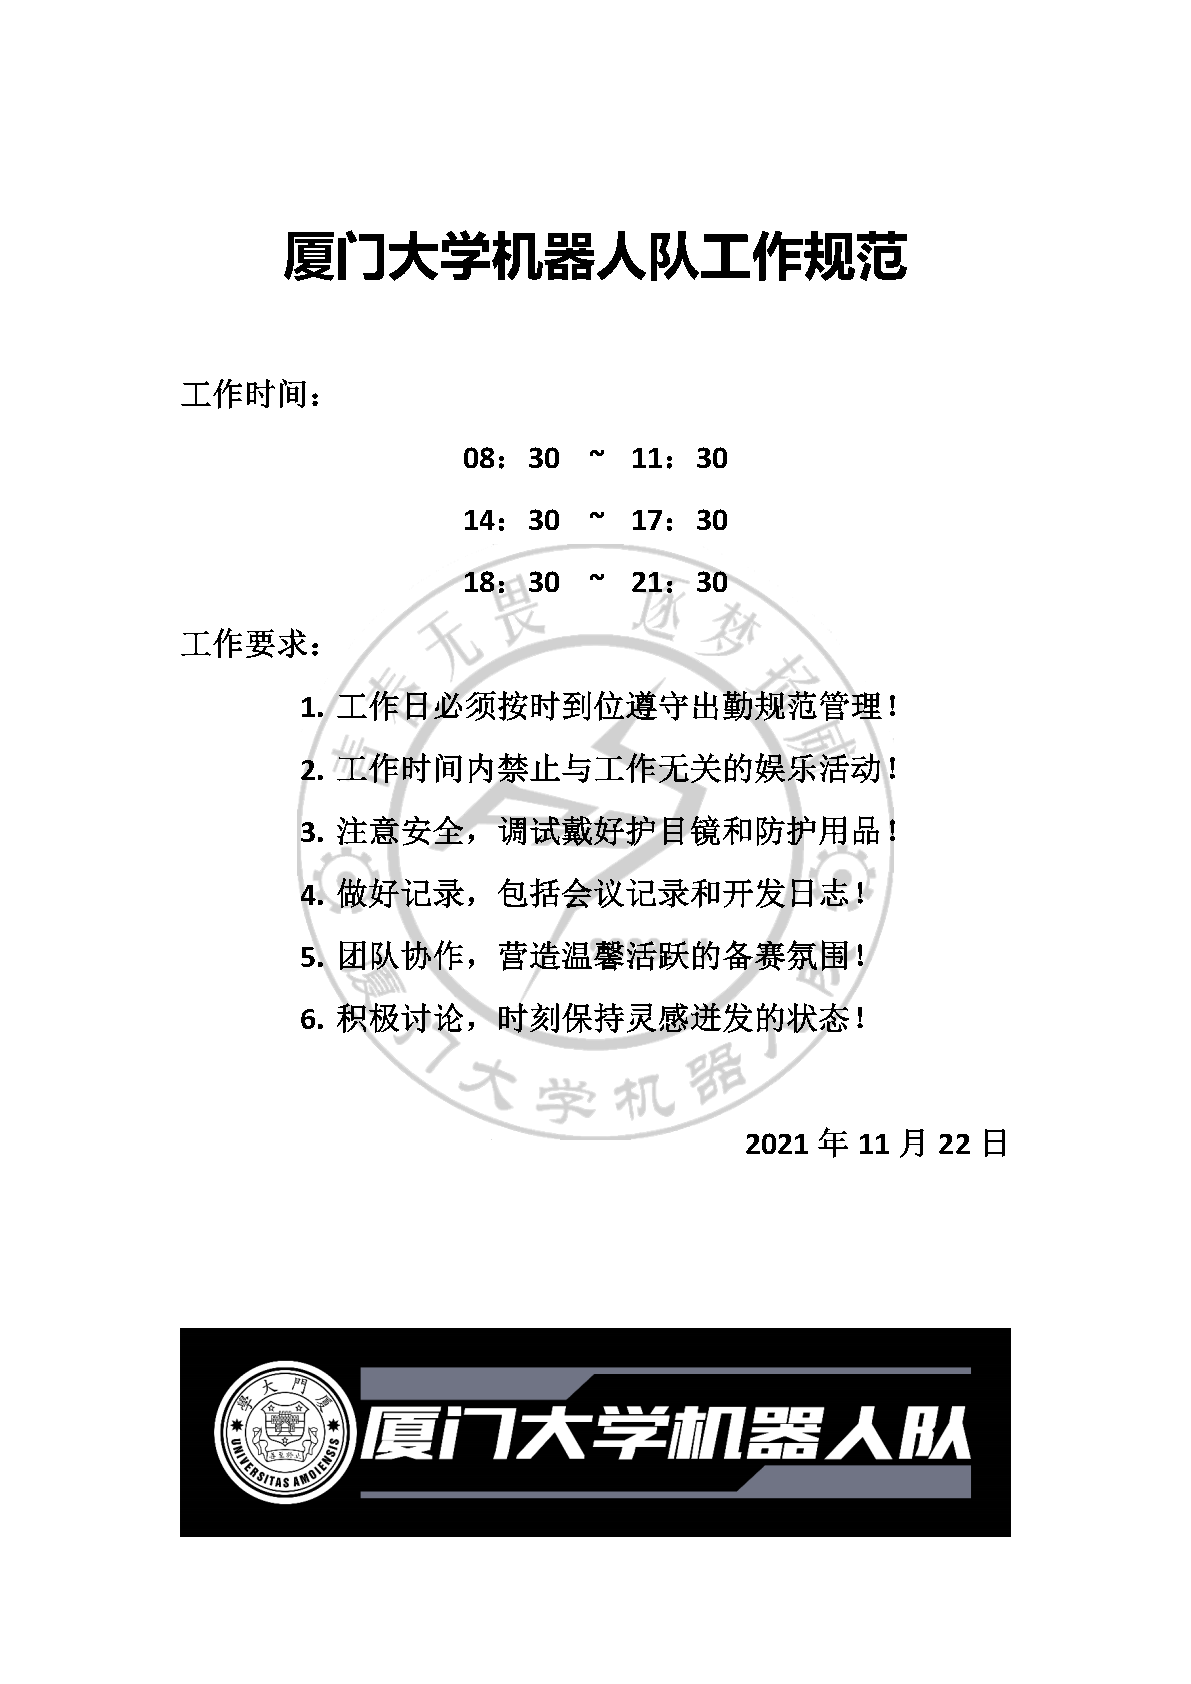 厦门大学机器人队工作规范
工作时间：
08：30 ~ 11：30
14：30 ~ 17：30
18：30 ~ 21：30
工作要求：
1. 工作日必须按时到位遵守出勤规范管理！
2. 工作时间内禁止与工作无关的娱乐活动！
3. 注意安全，调试戴好护目镜和防护用品！
4. 做好记录，包括会议记录和开发日志！
5. 团队协作，营造温馨活跃的备赛氛围！
6. 积极讨论，时刻保持灵感迸发的状态！
青春无畏 逐梦扬威
厦门大学机器人队
2021 年 11 月 22 日
廈門大學
UNIVERSITAS AMOIENSIS
厦门大学机器人队